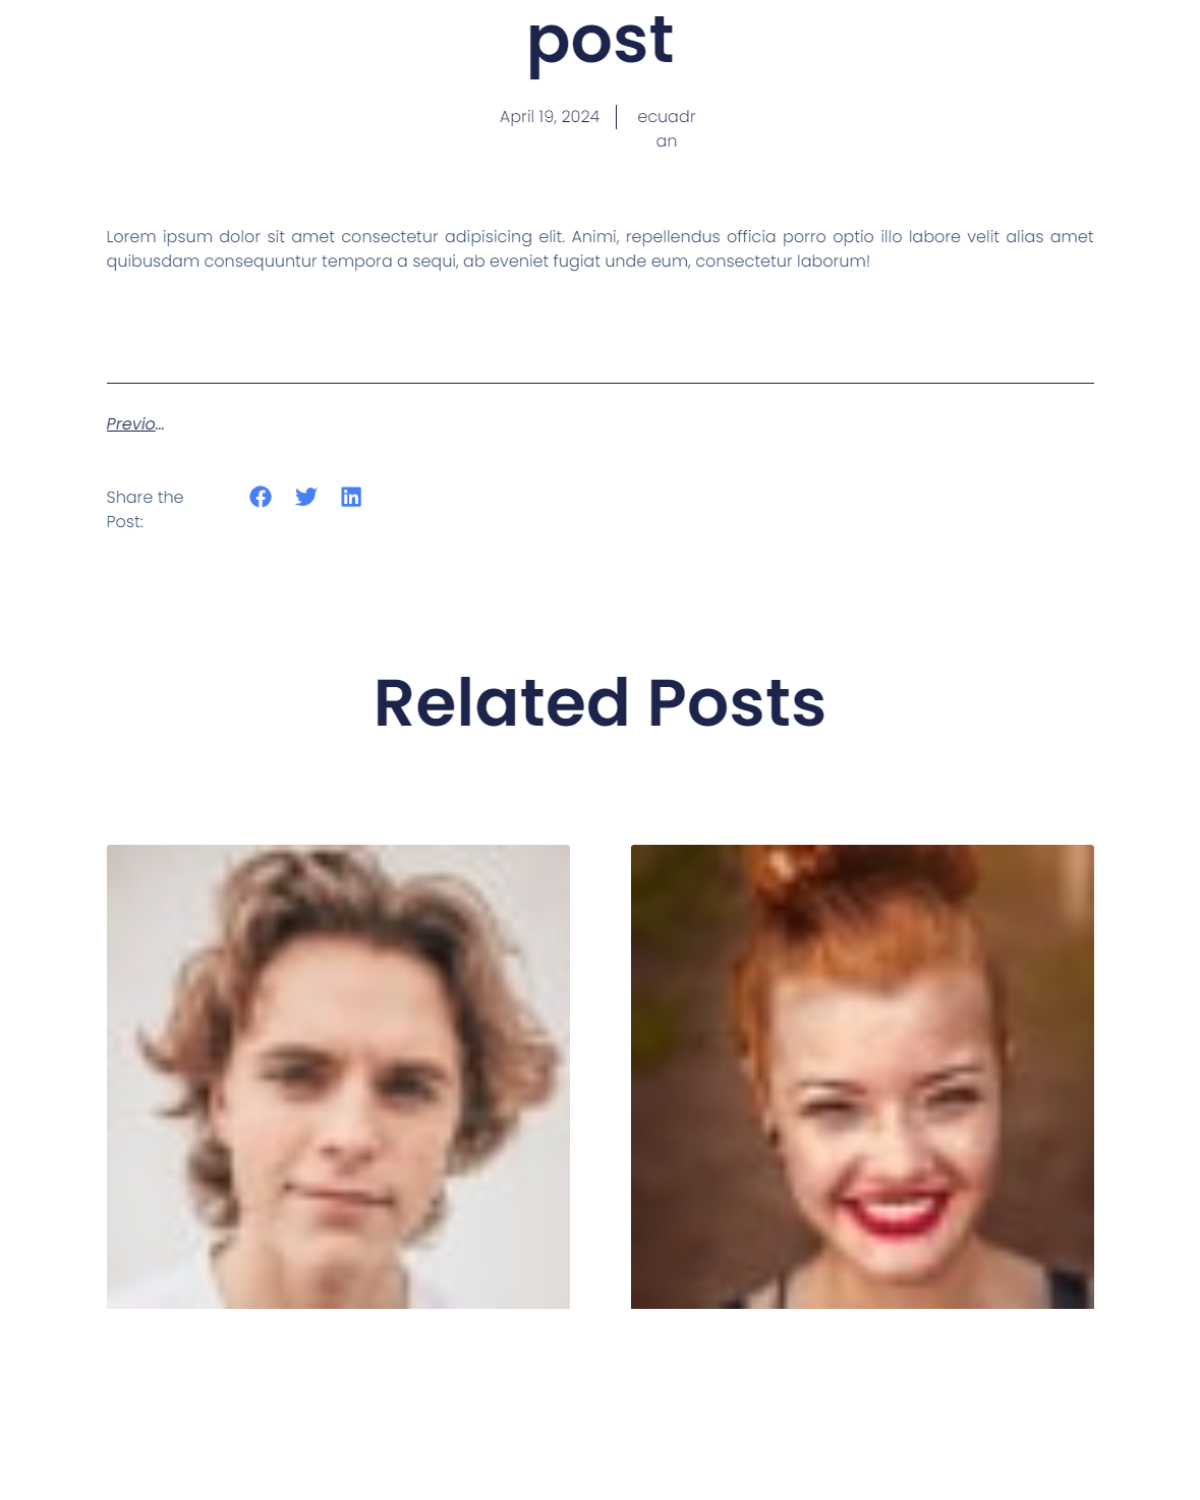 post
April 19, 2024
ecuadr
an
Lorem ipsum dolor sit amet consectetur adipisicing elit. Animi, repellendus officia porro optio illo labore velit alias amet
quibusdam consequuntur tempora a sequi, ab eveniet fugiat unde eum, consectetur laborum!
Previo...
Share the
Post:
Related Posts